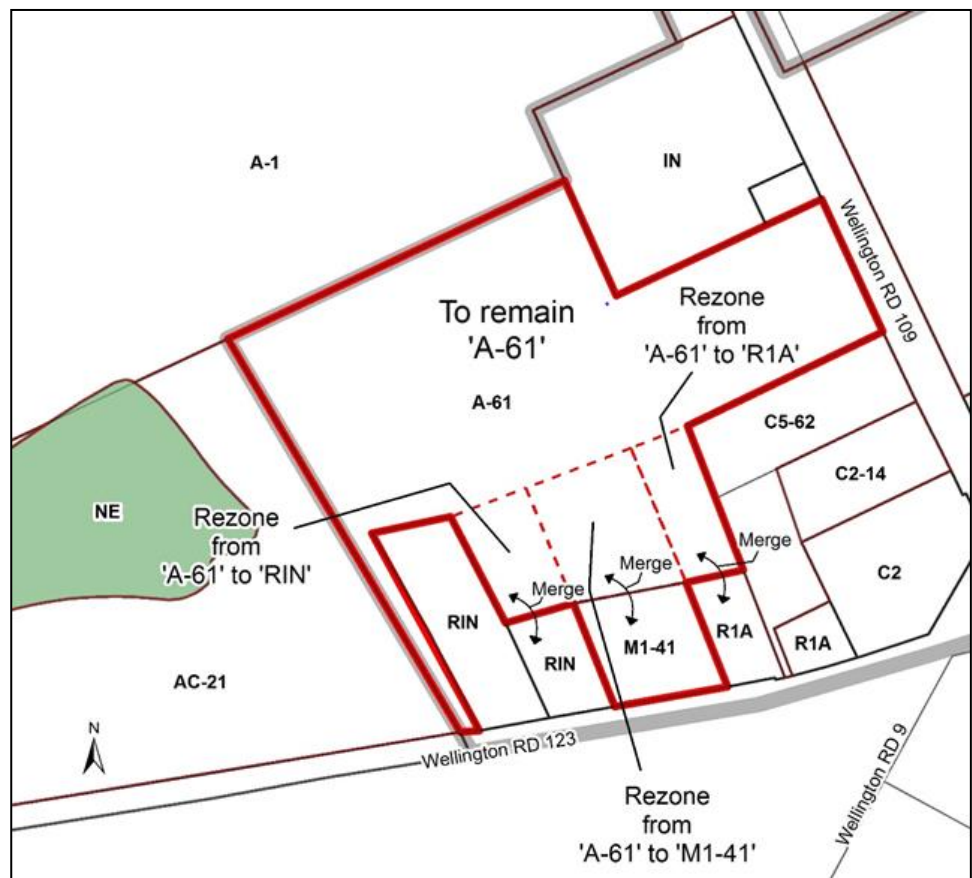 A-1
IN
Wellington RD 109
To remain
'A-61'
Rezone
from
'A-61' to 'R1A'
A-61
C5-62
C2-14
NE
Rezone
from
'A-61' to 'RIN'
Merge
Merge
Merge
C2
RIN
RIN
M1-41
R1A
R1A
AC-21
N
Wellington RD 123
Wellington RD 9
Rezone
from
'A-61' to 'M1-41'